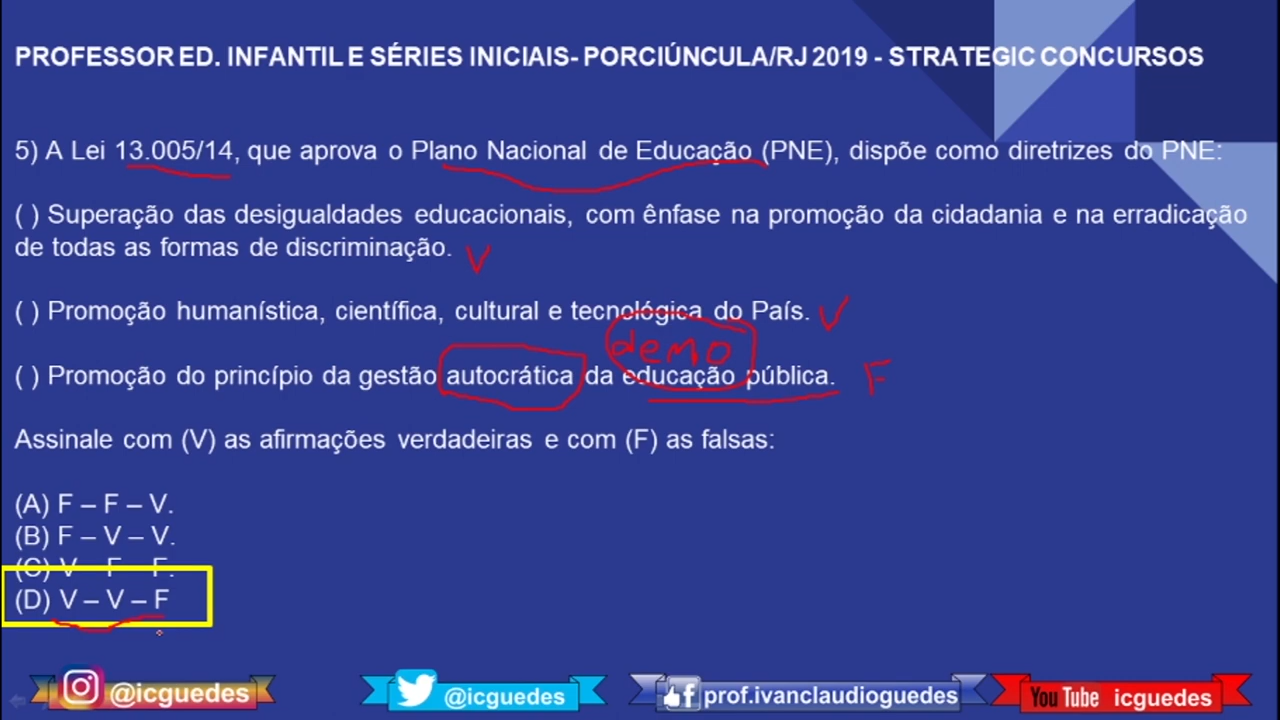 PROFESSOR ED. INFANTIL E SÉRIES INICIAIS- PORCIÚNCULA/RJ 2019 - STRATEGIC CONCURSOS
5) A Lei 13.005/14, que aprova o Plano Nacional de Educação (PNE), dispõe como diretrizes do PNE:
( ) Superação das desigualdades educacionais, com ênfase na promoção da cidadania e na erradicação
de todas as formas de discriminação. V
( ) Promoção humanística, científica, cultural e tecnológica do País. V
demo
( ) Promoção do princípio da gestão autocrática da educação pública. F
Assinale com (V) as afirmações verdadeiras e com (F) as falsas:
(A) F – F – V.
(B) F – V – V.
(C) V – F – F.
(D) V – V – F
@icguedes @icguedes prof.ivanclaudioguedes You Tube icguedes